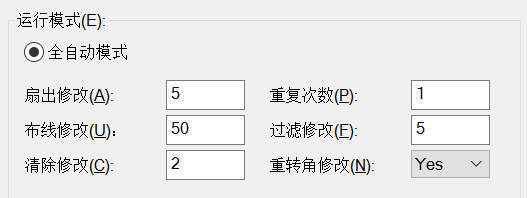 运行模式(E):
全自动模式
扇出修改(A): 5 重复次数(P): 1
布线修改(U)： 50 过滤修改(F): 5
清除修改(C): 2 重转角修改(N): Yes